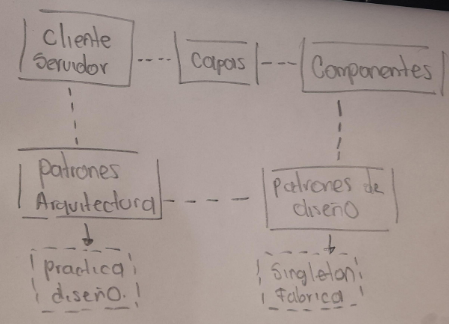 Cliente
Servidor
Capas
Componentes
patrones
Arquitectura
patrones de
diseño
practica
diseño.
Singleton
Fabrica